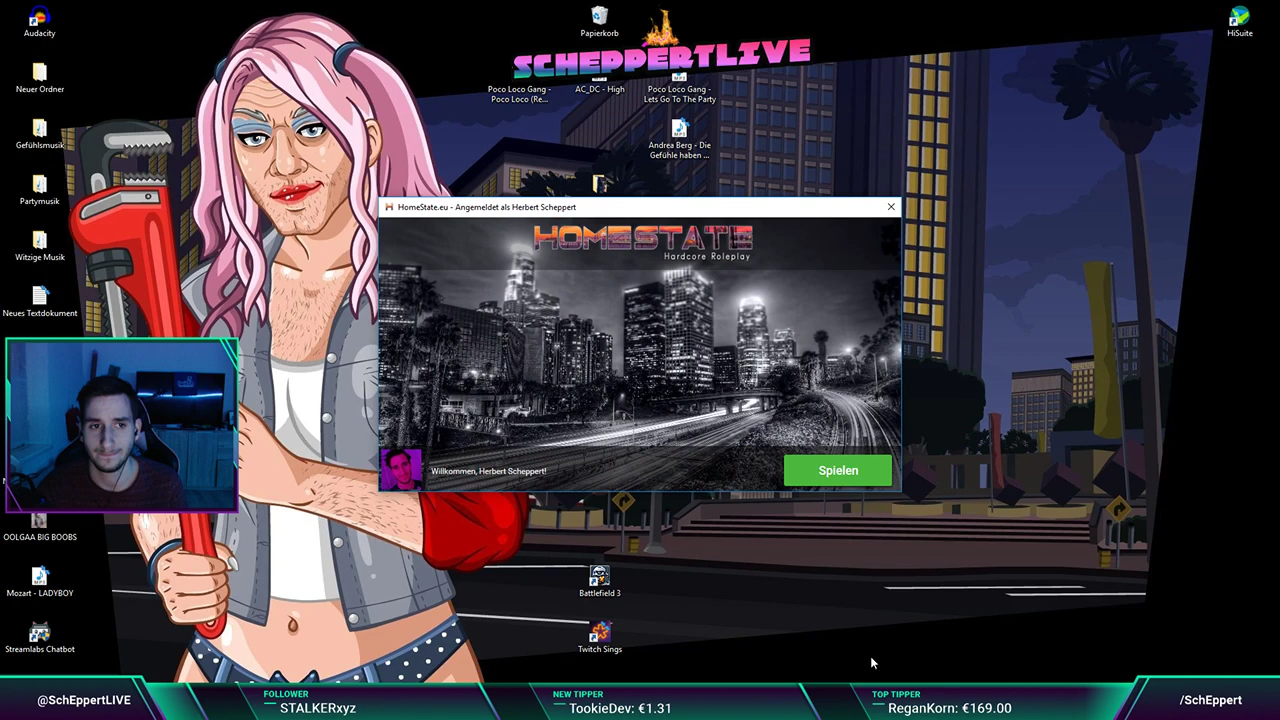 Audacity
Papierkorb
HiSuite
SCHEPPERTLIVE
Neuer Ordner
Poco Loco Gang -
Poco Loco (Re...
AC_DC - High
Poco Loco Gang -
Lets Go To The Party
Gefühlsmusik
Andrea Berg - Die
Gefühle haben ...
Partymusik
HomeState.eu - Angemeldet als Herbert Scheppert
HOMESTATE
Hardcore Roleplay
Witzige Musik
Neues Textdokument
Willkommen, Herbert Scheppert!
Spielen
OOLGAA BIG BOOBS
Mozart - LADYBOY
Battlefield 3
Streamlabs Chatbot
Twitch Sings
@SchEppertLIVE
FOLLOWER
STALKERxyz
NEW TIPPER
TookieDev: €1.31
TOP TIPPER
ReganKorn: €169.00
/SchEppert